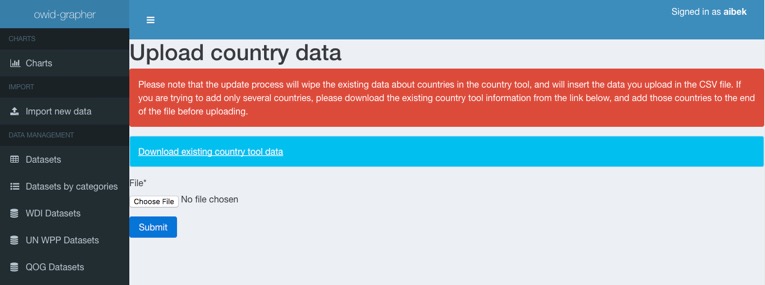 owid-grapher
Signed in as aibek
CHARTS
Charts
IMPORT
Import new data
DATA MANAGEMENT
Datasets
Datasets by categories
WDI Datasets
UN WPP Datasets
QOG Datasets
Upload country data
Please note that the update process will wipe the existing data about countries in the country tool, and will insert the data you upload in the CSV file. If
you are trying to add only several countries, please download the existing country tool information from the link below, and add those countries to the end
of the file before uploading.
Download existing country tool data
File*
Choose File No file chosen
Submit